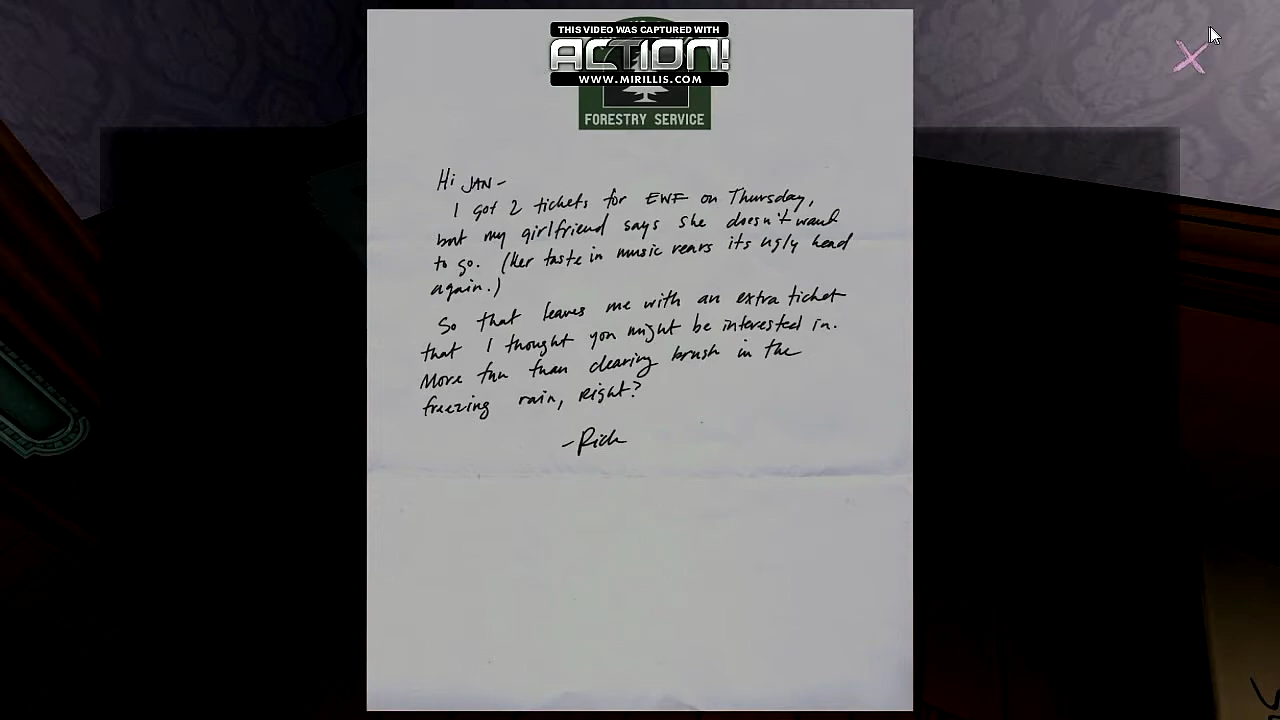 THIS VIDEO WAS CAPTURED WITH
ACTION!
WWW.MIRILLIS.COM
FORESTRY SERVICE
Hi JAN-
I got 2 tickets for EWF on Thursday,
but my girlfriend says she doesn't want
to go. (Her taste in music rears its ugly head
again.)
So that leaves me with an extra ticket
that I thought you might be interested in.
More fun than clearing brush in the
freezing rain, Right?
-Rick